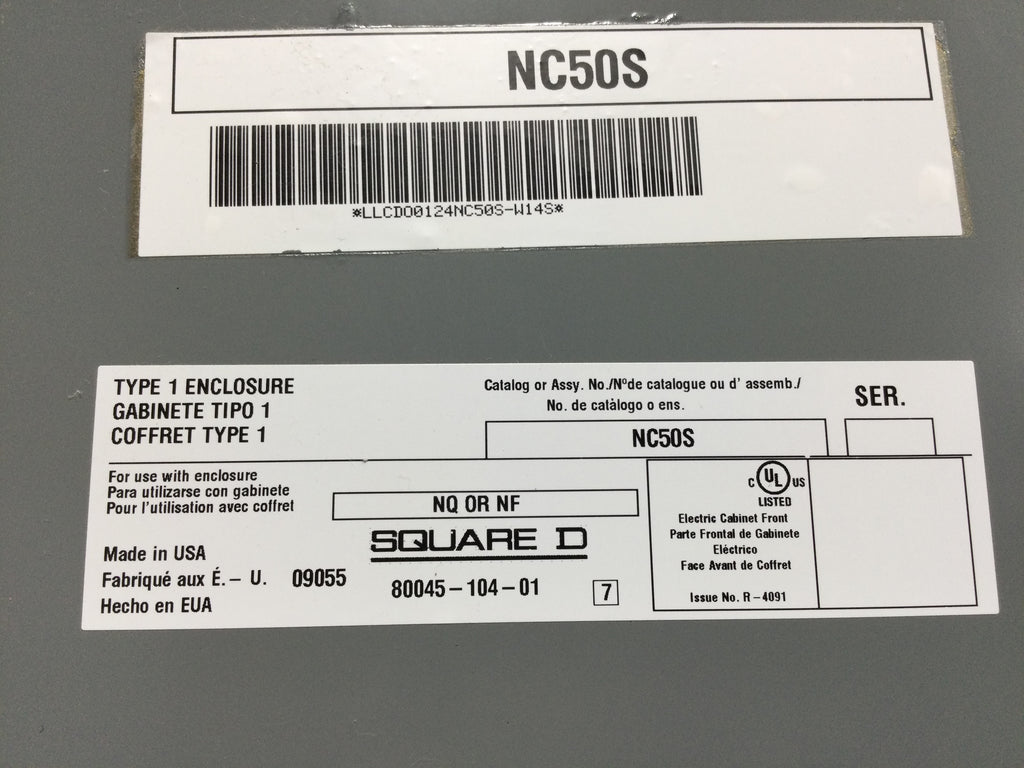 NC50S
*LLCDO0124NC50S-W14S*
TYPE 1 ENCLOSURE
GABINETE TIPO 1
COFFRET TYPE 1
Catalog or Assy. No./Nºde catalogue ou d' assemb./
No. de catàlogo o ens.
NC50S
SER.
For use with enclosure
Para utilizarse con gabinete
Pour l'utilisation avec coffret
NQ OR NF
Made in USA
Fabriqué aux É.– U.
Hecho en EUA
09055
SQUARE D
80045–104–01
7
C UL US
LISTED
Electric Cabinet Front
Parte Frontal de Gabinete
Eléctrico
Face Avant de Coffret
Issue No. R–4091